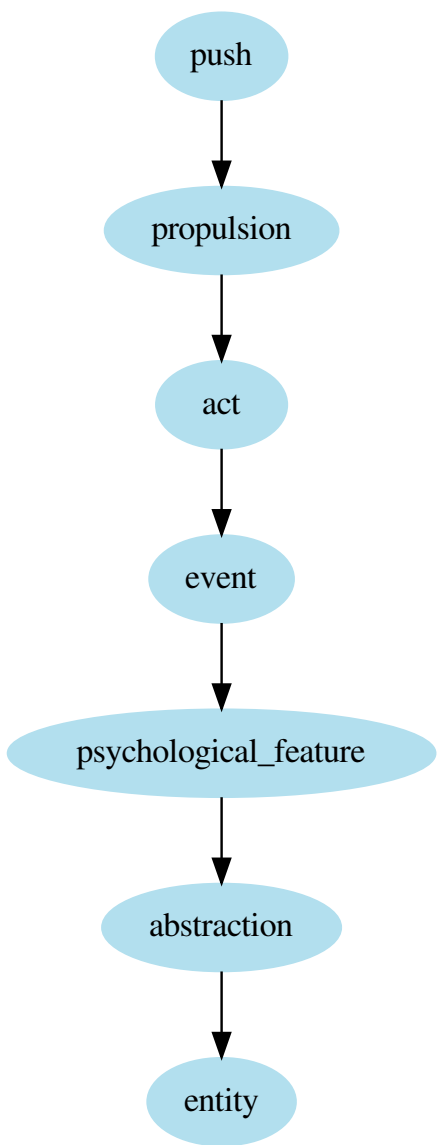 push
propulsion
act
event
psychological_feature
abstraction
entity